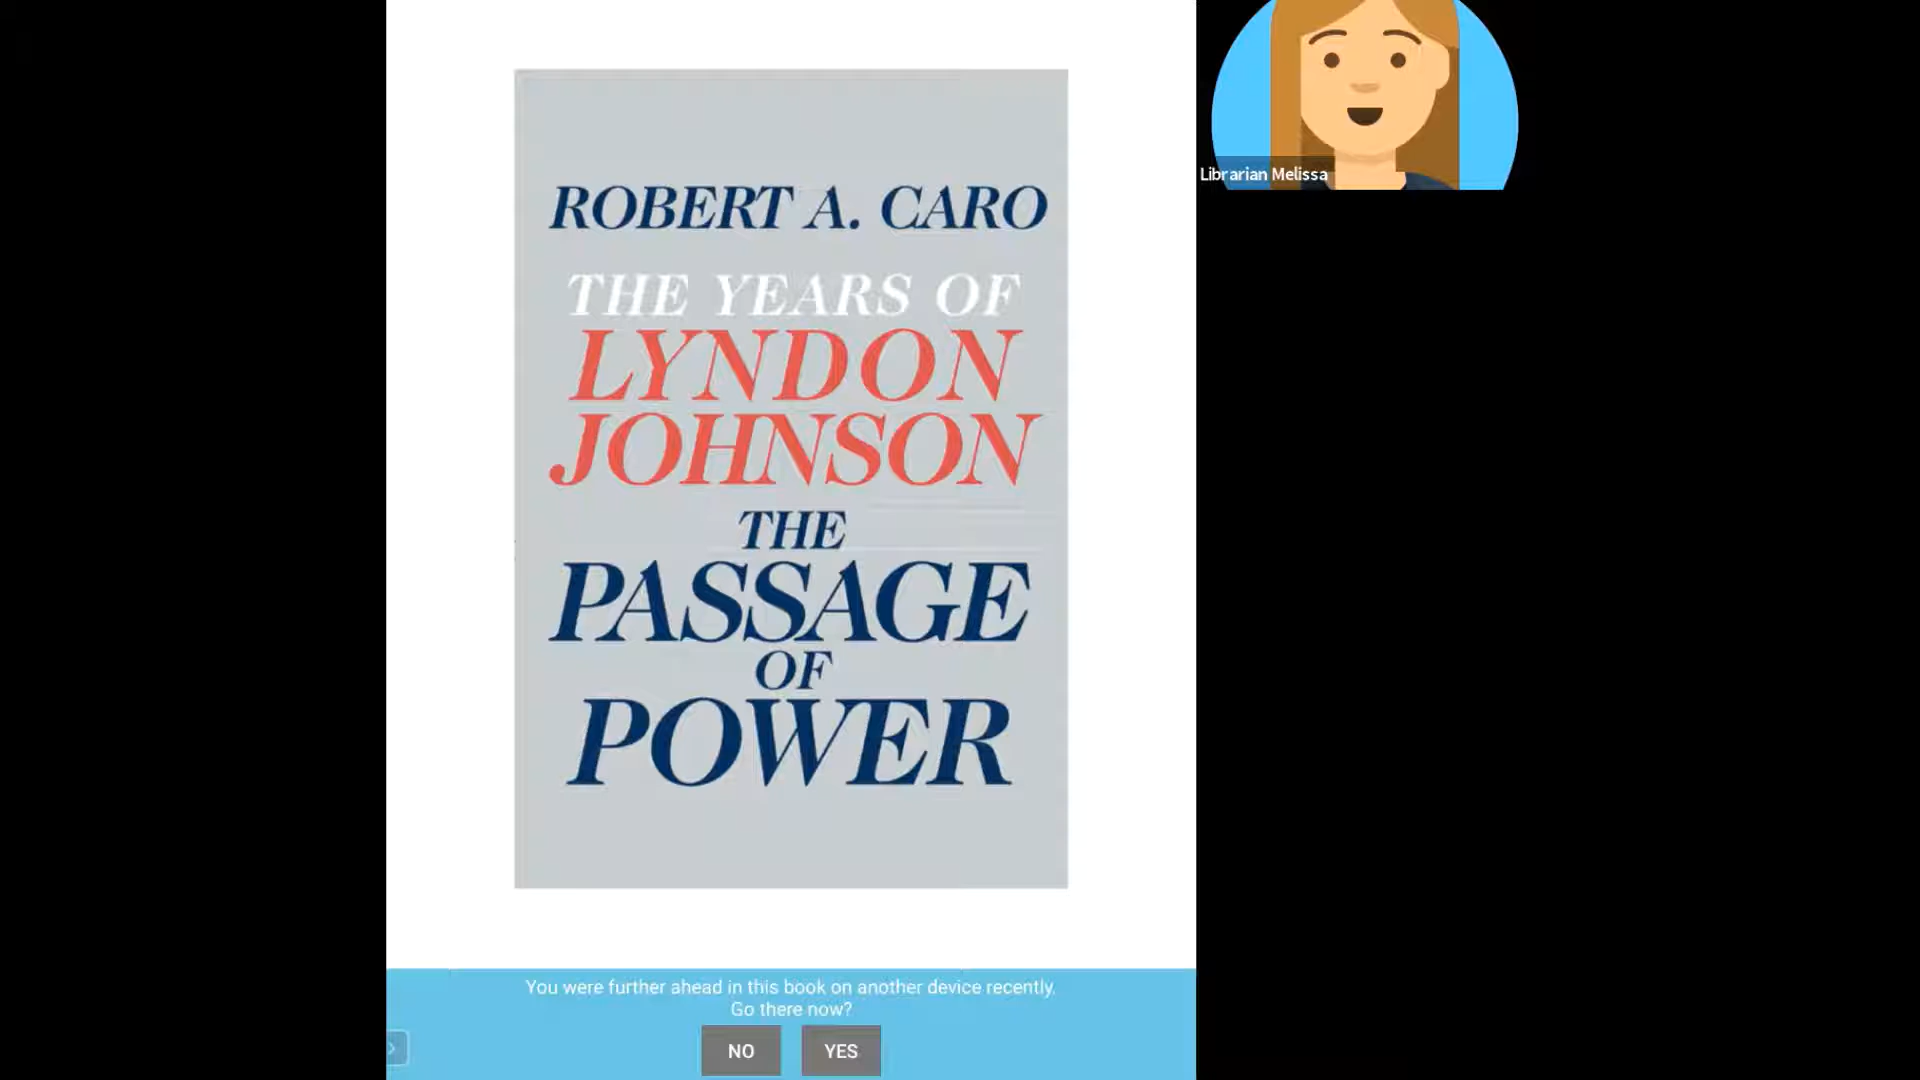 ROBERT A. CARO
THE YEARS OF
LYNDON
JOHNSON
THE
PASSAGE
OF
POWER
You were further ahead in this book on another device recently.
Go there now?
NO YES
Librarian Melissa